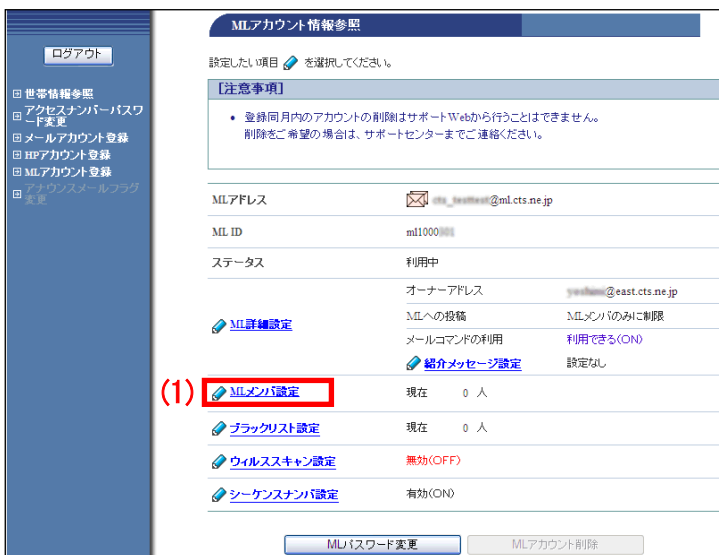 MLアカウント情報参照
ログアウト
設定したい項目 を選択してください。
[注意事項]
• 登録同月内のアカウントの削除はサポートWebから行うことはできません。
削除をご希望の場合は、サポートセンターまでご連絡ください。
世帯情報参照
アクセスナンバーパスワ
ード変更
メールアカウント登録
HPアカウント登録
MLアカウント登録
アナウンスメールフラグ
変更
MLアドレス @ml.cts.ne.jp
ML ID ml1000
ステータス 利用中
ML詳細設定
オーナーアドレス @east.cts.ne.jp
MLへの投稿 MLメンバのみに制限
メールコマンドの利用 利用できる(ON)
紹介メッセージ設定 設定なし
(1) MLメンバ設定 現在 0 人
ブラックリスト設定 現在 0 人
ウィルススキャン設定 無効(OFF)
シーケンスナンバ設定 有効(ON)
MLパスワード変更 MLアカウント削除